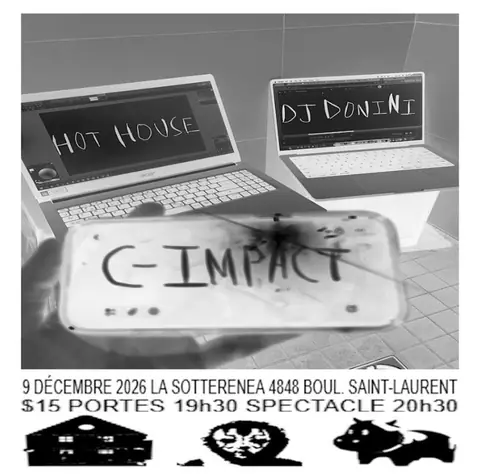 HOT HOUSE
DJ DONINI
C-IMPACT
9 DÉCEMBRE 2026 LA SOTTERENEA 4848 BOUL. SAINT-LAURENT
$15 PORTES 19h30 SPECTACLE 20h30